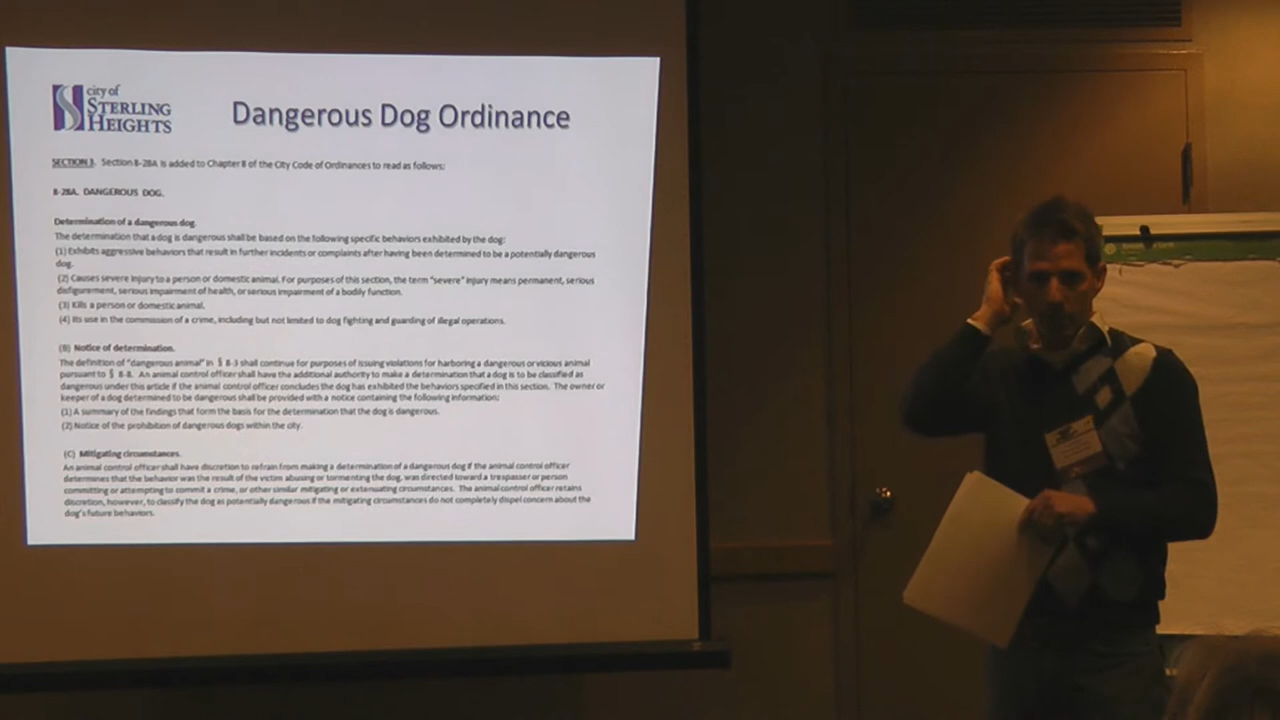 city of
STERLING
HEIGHTS
Dangerous Dog Ordinance
SECTION 3. Section 8-28A is added to Chapter 8 of the City Code of Ordinances to read as follows:
8-28A. DANGEROUS DOG.
Determination of a dangerous dog.
The determination that a dog is dangerous shall be based on the following specific behaviors exhibited by the dog:
(1) Exhibits aggressive behaviors that result in further incidents or complaints after having been determined to be a potentially dangerous
dog.
(2) Causes severe injury to a person or domestic animal. For purposes of this section, the term "severe" injury means permanent, serious
disfigurement, serious impairment of health, or serious impairment of a bodily function.
(3) Kills a person or domestic animal.
(4) Its use in the commission of a crime, including but not limited to dog fighting and guarding of illegal operations.
(B) Notice of determination.
The definition of "dangerous animal" in § 8-3 shall continue for purposes of issuing violations for harboring a dangerous or vicious animal
pursuant to § 8-8. An animal control officer shall have the additional authority to make a determination that a dog is to be classified as
dangerous under this article if the animal control officer concludes the dog has exhibited the behaviors specified in this section. The owner or
keeper of a dog determined to be dangerous shall be provided with a notice containing the following information:
(1) A summary of the findings that form the basis for the determination that the dog is dangerous.
(2) Notice of the prohibition of dangerous dogs within the city.
(C) Mitigating circumstances.
An animal control officer shall have discretion to refrain from making a determination of a dangerous dog if the animal control officer
determines that the behavior was the result of the victim abusing or tormenting the dog, was directed toward a trespasser or person
committing or attempting to commit a crime, or other similar mitigating or extenuating circumstances. The animal control officer retains
discretion, however, to classify the dog as potentially dangerous if the mitigating circumstances do not completely dispel concern about the
dog's future behaviors.